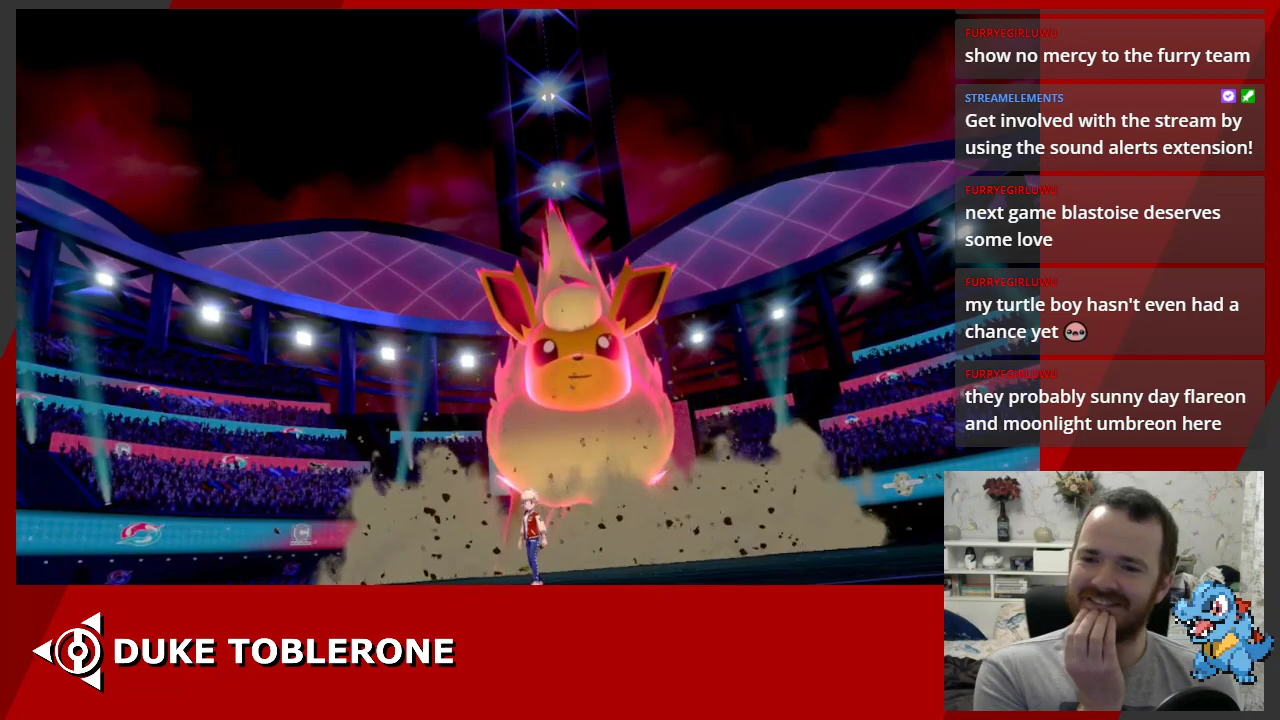 FURRYEGIRLUWU
show no mercy to the furry team
STREAMELEMENTS
Get involved with the stream by
using the sound alerts extension!
FURRYEGIRLUWU
next game blastoise deserves
some love
FURRYEGIRLUWU
my turtle boy hasn't even had a
chance yet
FURRYEGIRLUWU
they probably sunny day flareon
and moonlight umbreon here
DUKE TOBLERONE